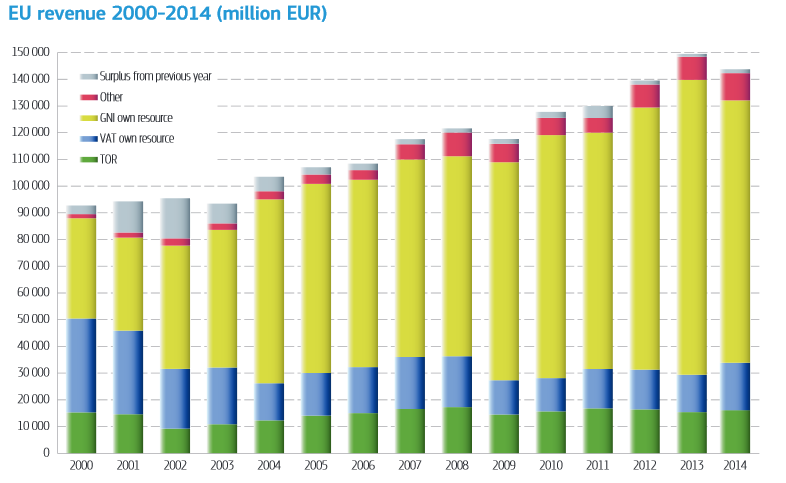 EU revenue 2000-2014 (million EUR)
150 000
140 000
130 000
120 000
110 000
100 000
90 000
80 000
70 000
60 000
50 000
40 000
30 000
20 000
10 000
0
Surplus from previous year
Other
GNI own resource
VAT own resource
TOR
2000 2001 2002 2003 2004 2005 2006 2007 2008 2009 2010 2011 2012 2013 2014